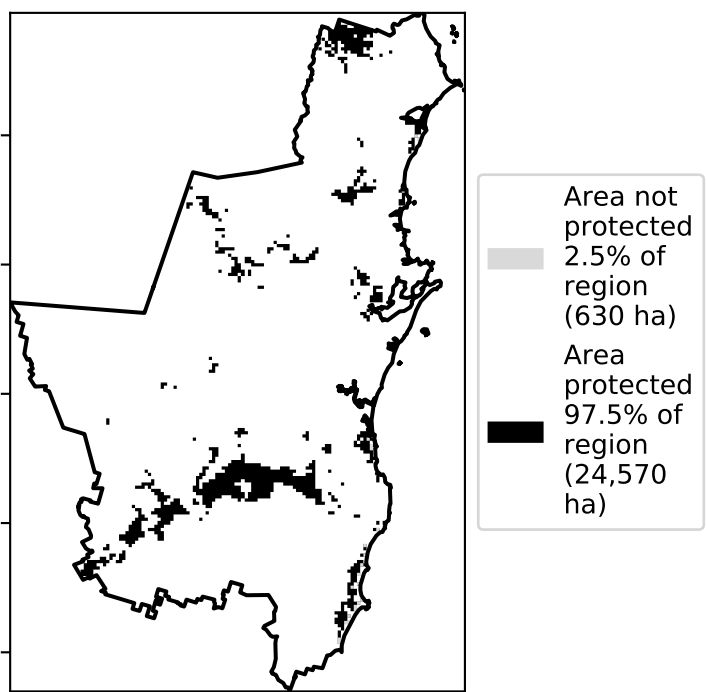 Area not
protected
2.5% of
region
(630 ha)
Area
protected
97.5% of
region
(24,570
ha)